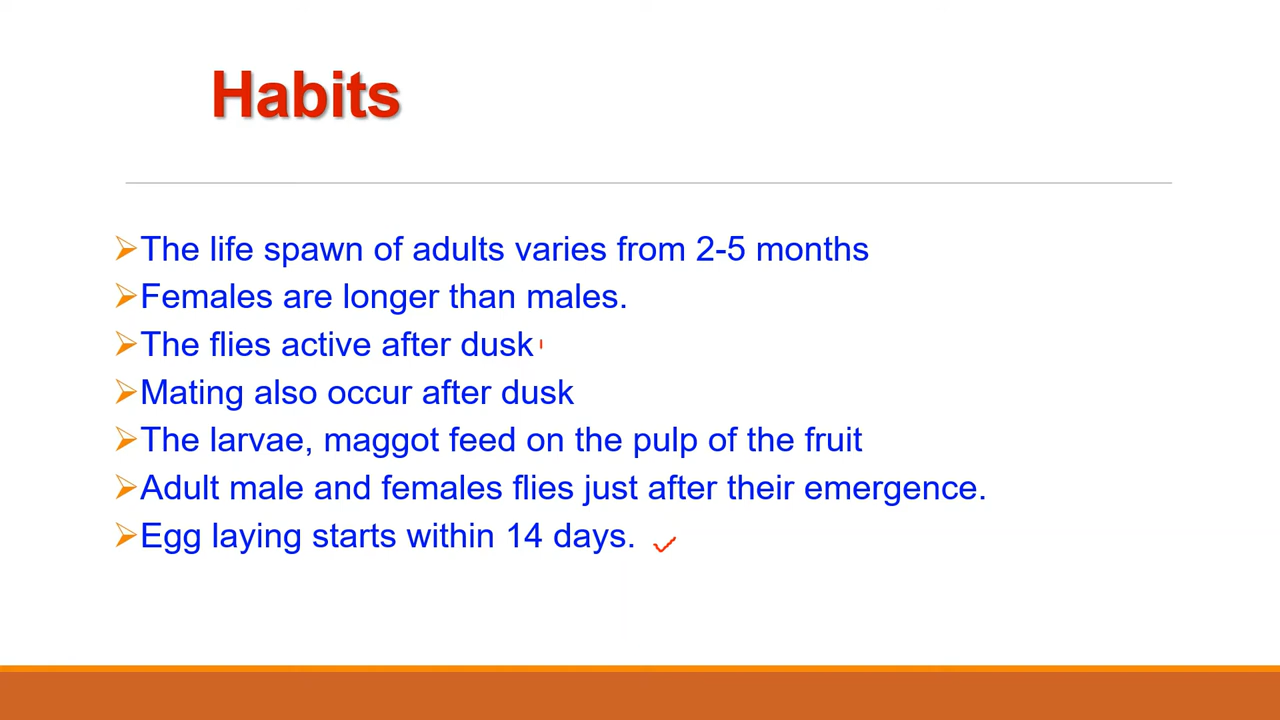 Habits
The life spawn of adults varies from 2-5 months
Females are longer than males.
The flies active after dusk
Mating also occur after dusk
The larvae, maggot feed on the pulp of the fruit
Adult male and females flies just after their emergence.
Egg laying starts within 14 days.